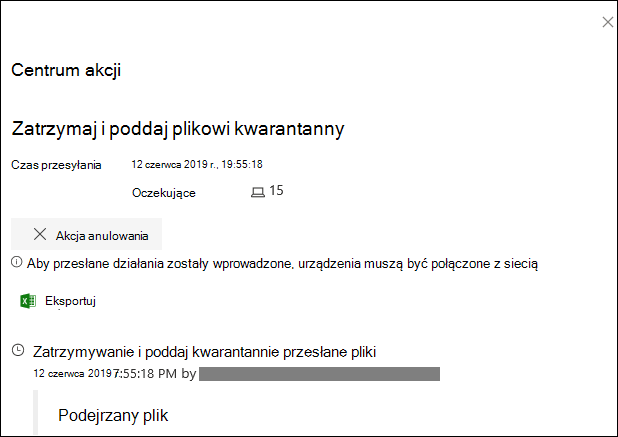 Centrum akcji
Zatrzymaj i poddaj plikowi kwarantanny
Czas przesyłania 12 czerwca 2019 r., 19:55:18
Oczekujące 15
Akcja anulowania
Aby przesłane działania zostały wprowadzone, urządzenia muszą być połączone z siecią
Eksportuj
Zatrzymywanie i poddaj kwarantannie przesłane pliki
12 czerwca 20197:55:18 PM by
Podejrzany plik